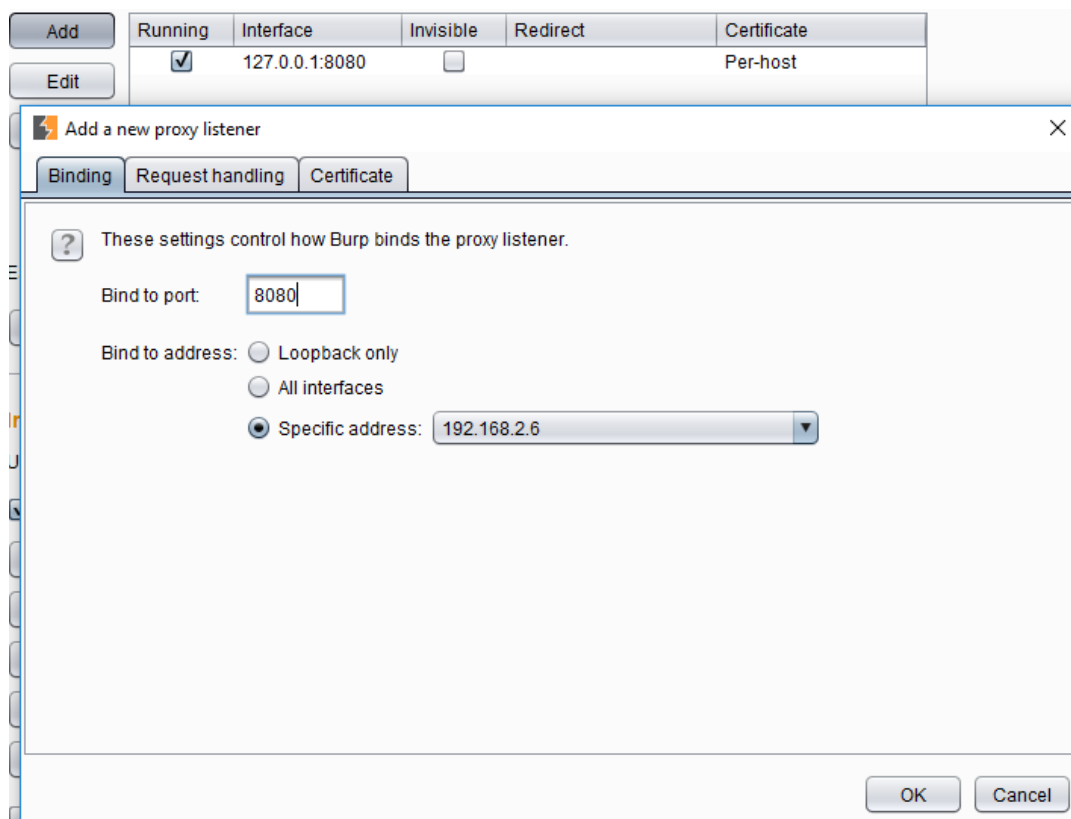 Add Running Interface Invisible Redirect Certificate
127.0.0.1:8080 Per-host
Edit
Add a new proxy listener
Binding Request handling Certificate
? These settings control how Burp binds the proxy listener.
Bind to port: 8080
Bind to address: Loopback only
All interfaces
Specific address: 192.168.2.6
OK Cancel